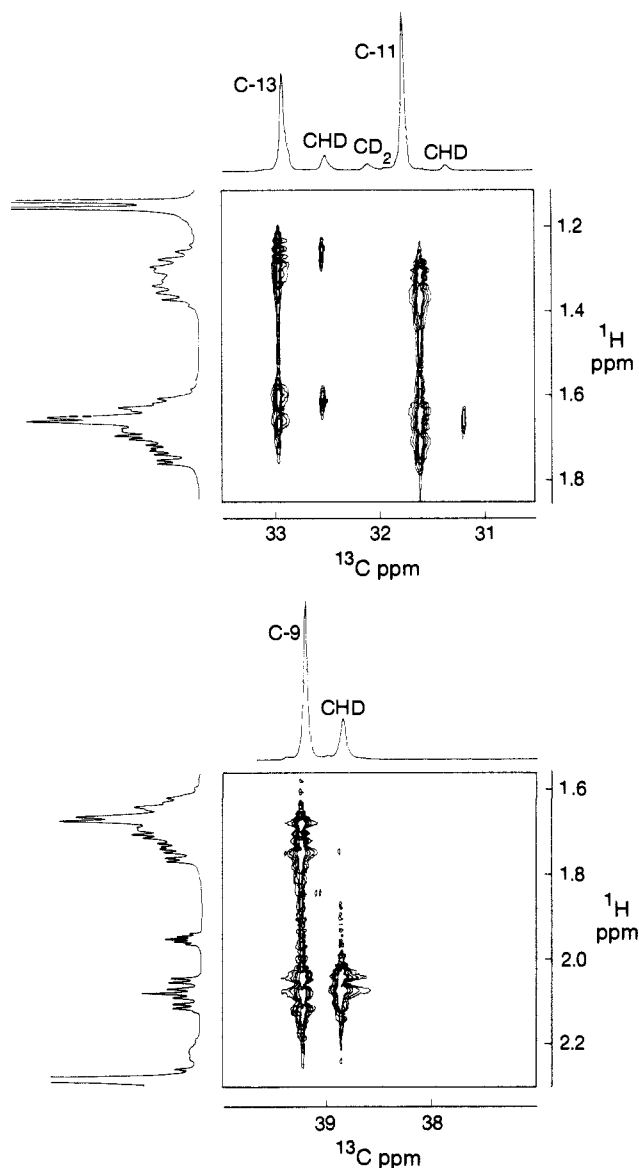 C-11
C-13
CHD
CD₂
CHD
1.2
1.4
¹H
ppm
1.6
1.8
33
32
31
¹³C ppm
C-9
CHD
1.6
1.8
¹H
ppm
2.0
2.2
39
38
¹³C ppm